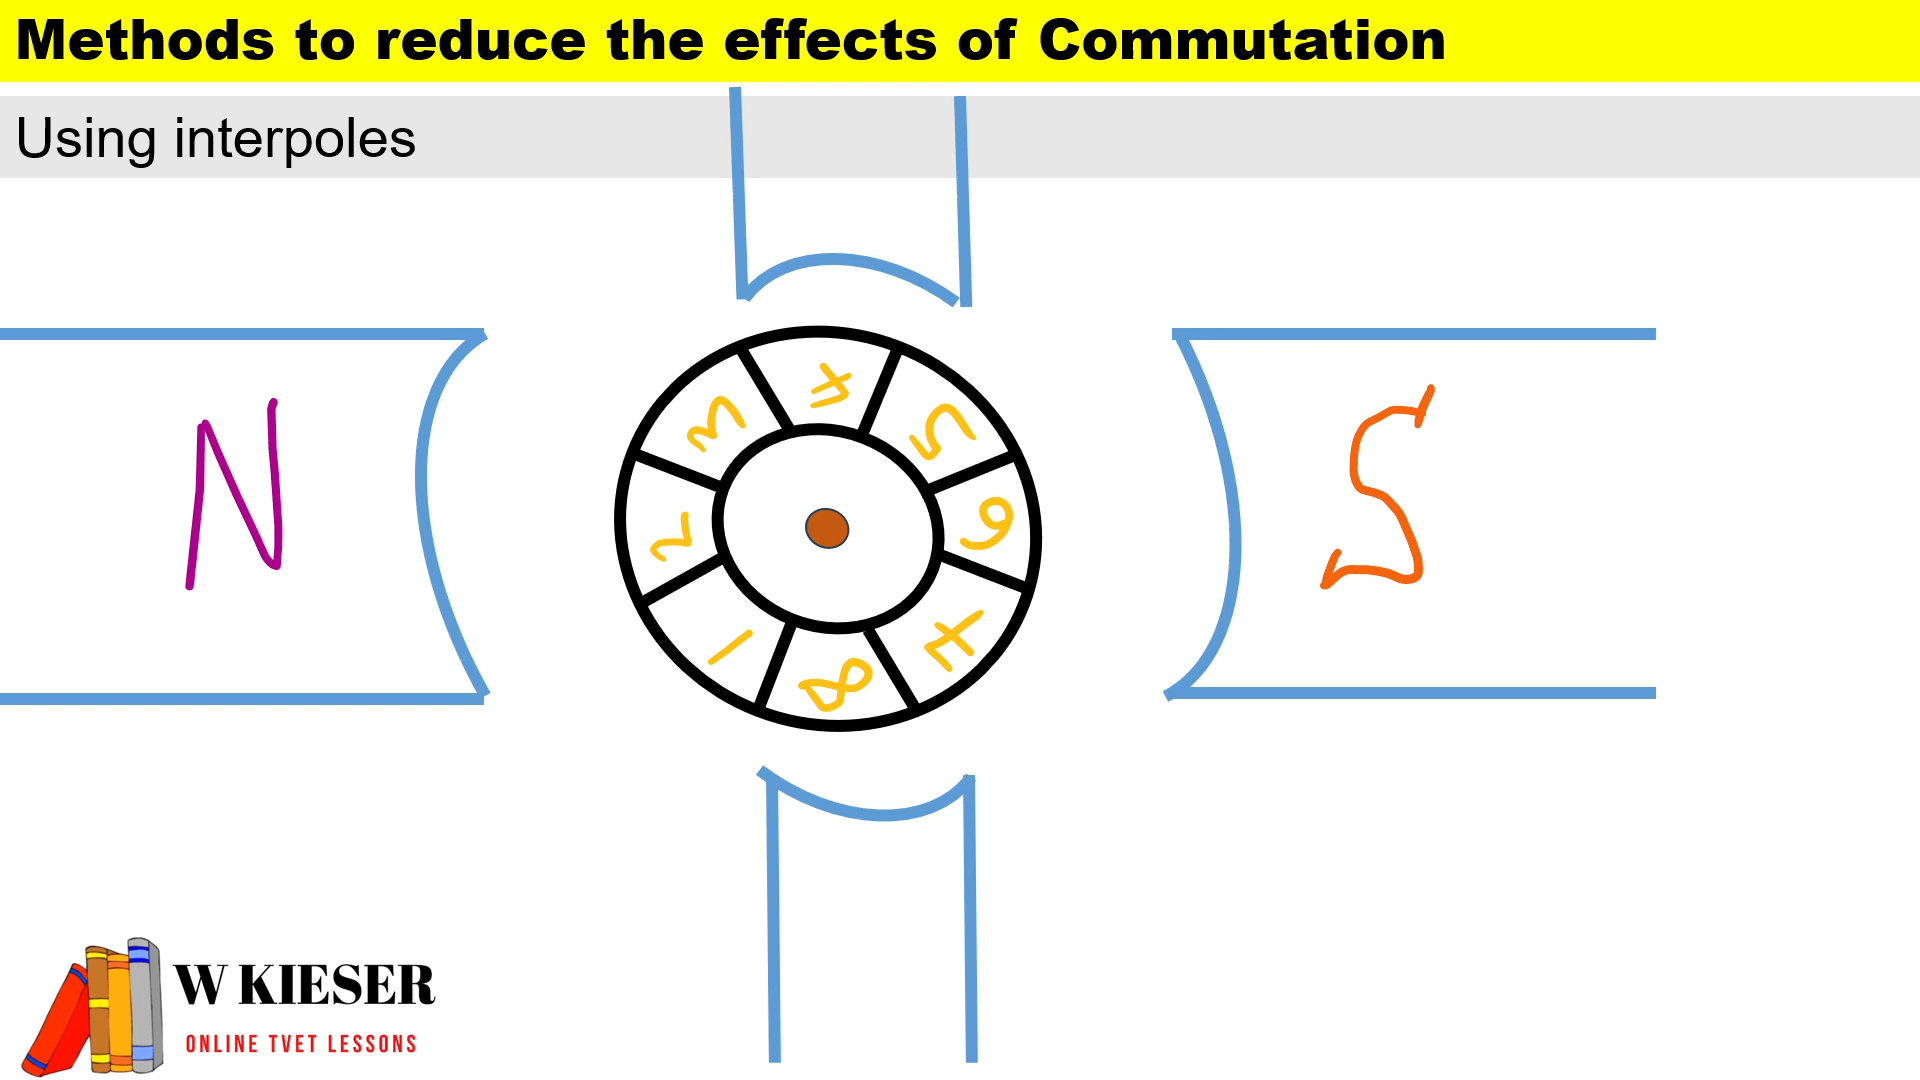 Methods to reduce the effects of Commutation
Using interpoles
N
S
1
2
3
4
5
6
7
8
W KIESER
ONLINE TVET LESSONS